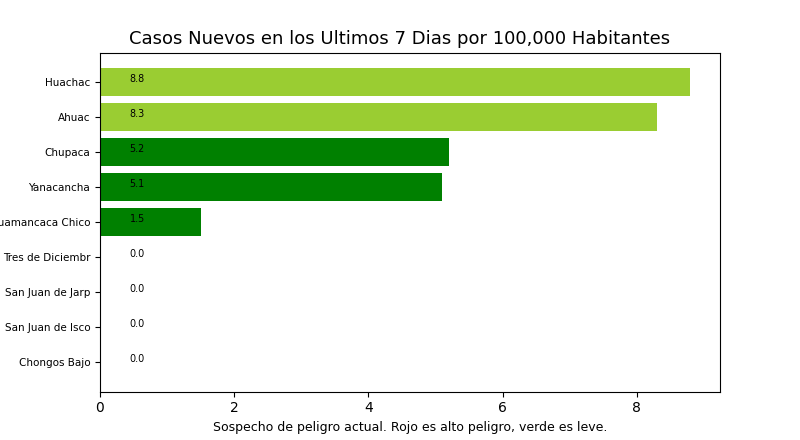 Casos Nuevos en los Ultimos 7 Dias por 100,000 Habitantes
Huachac 8.8
Ahuac 8.3
Chupaca 5.2
Yanacancha 5.1
uamancaca Chico 1.5
Tres de Diciembr 0.0
San Juan de Jarp 0.0
San Juan de Isco 0.0
Chongos Bajo 0.0
0 2 4 6 8
Sospecho de peligro actual. Rojo es alto peligro, verde es leve.